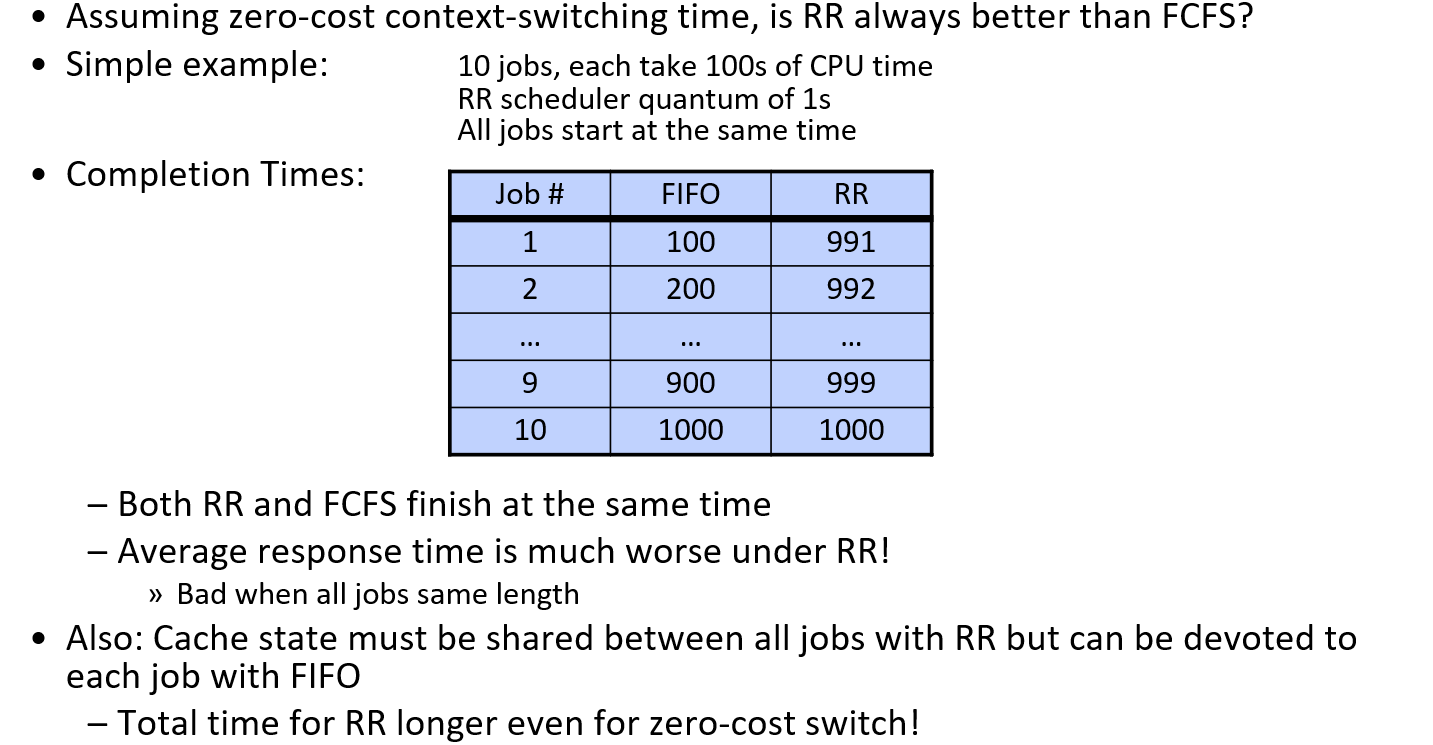 • Assuming zero-cost context-switching time, is RR always better than FCFS?
• Simple example: 10 jobs, each take 100s of CPU time
RR scheduler quantum of 1s
All jobs start at the same time
• Completion Times:
Job # FIFO RR
1 100 991
2 200 992
... ... ...
9 900 999
10 1000 1000
– Both RR and FCFS finish at the same time
– Average response time is much worse under RR!
» Bad when all jobs same length
• Also: Cache state must be shared between all jobs with RR but can be devoted to
each job with FIFO
– Total time for RR longer even for zero-cost switch!